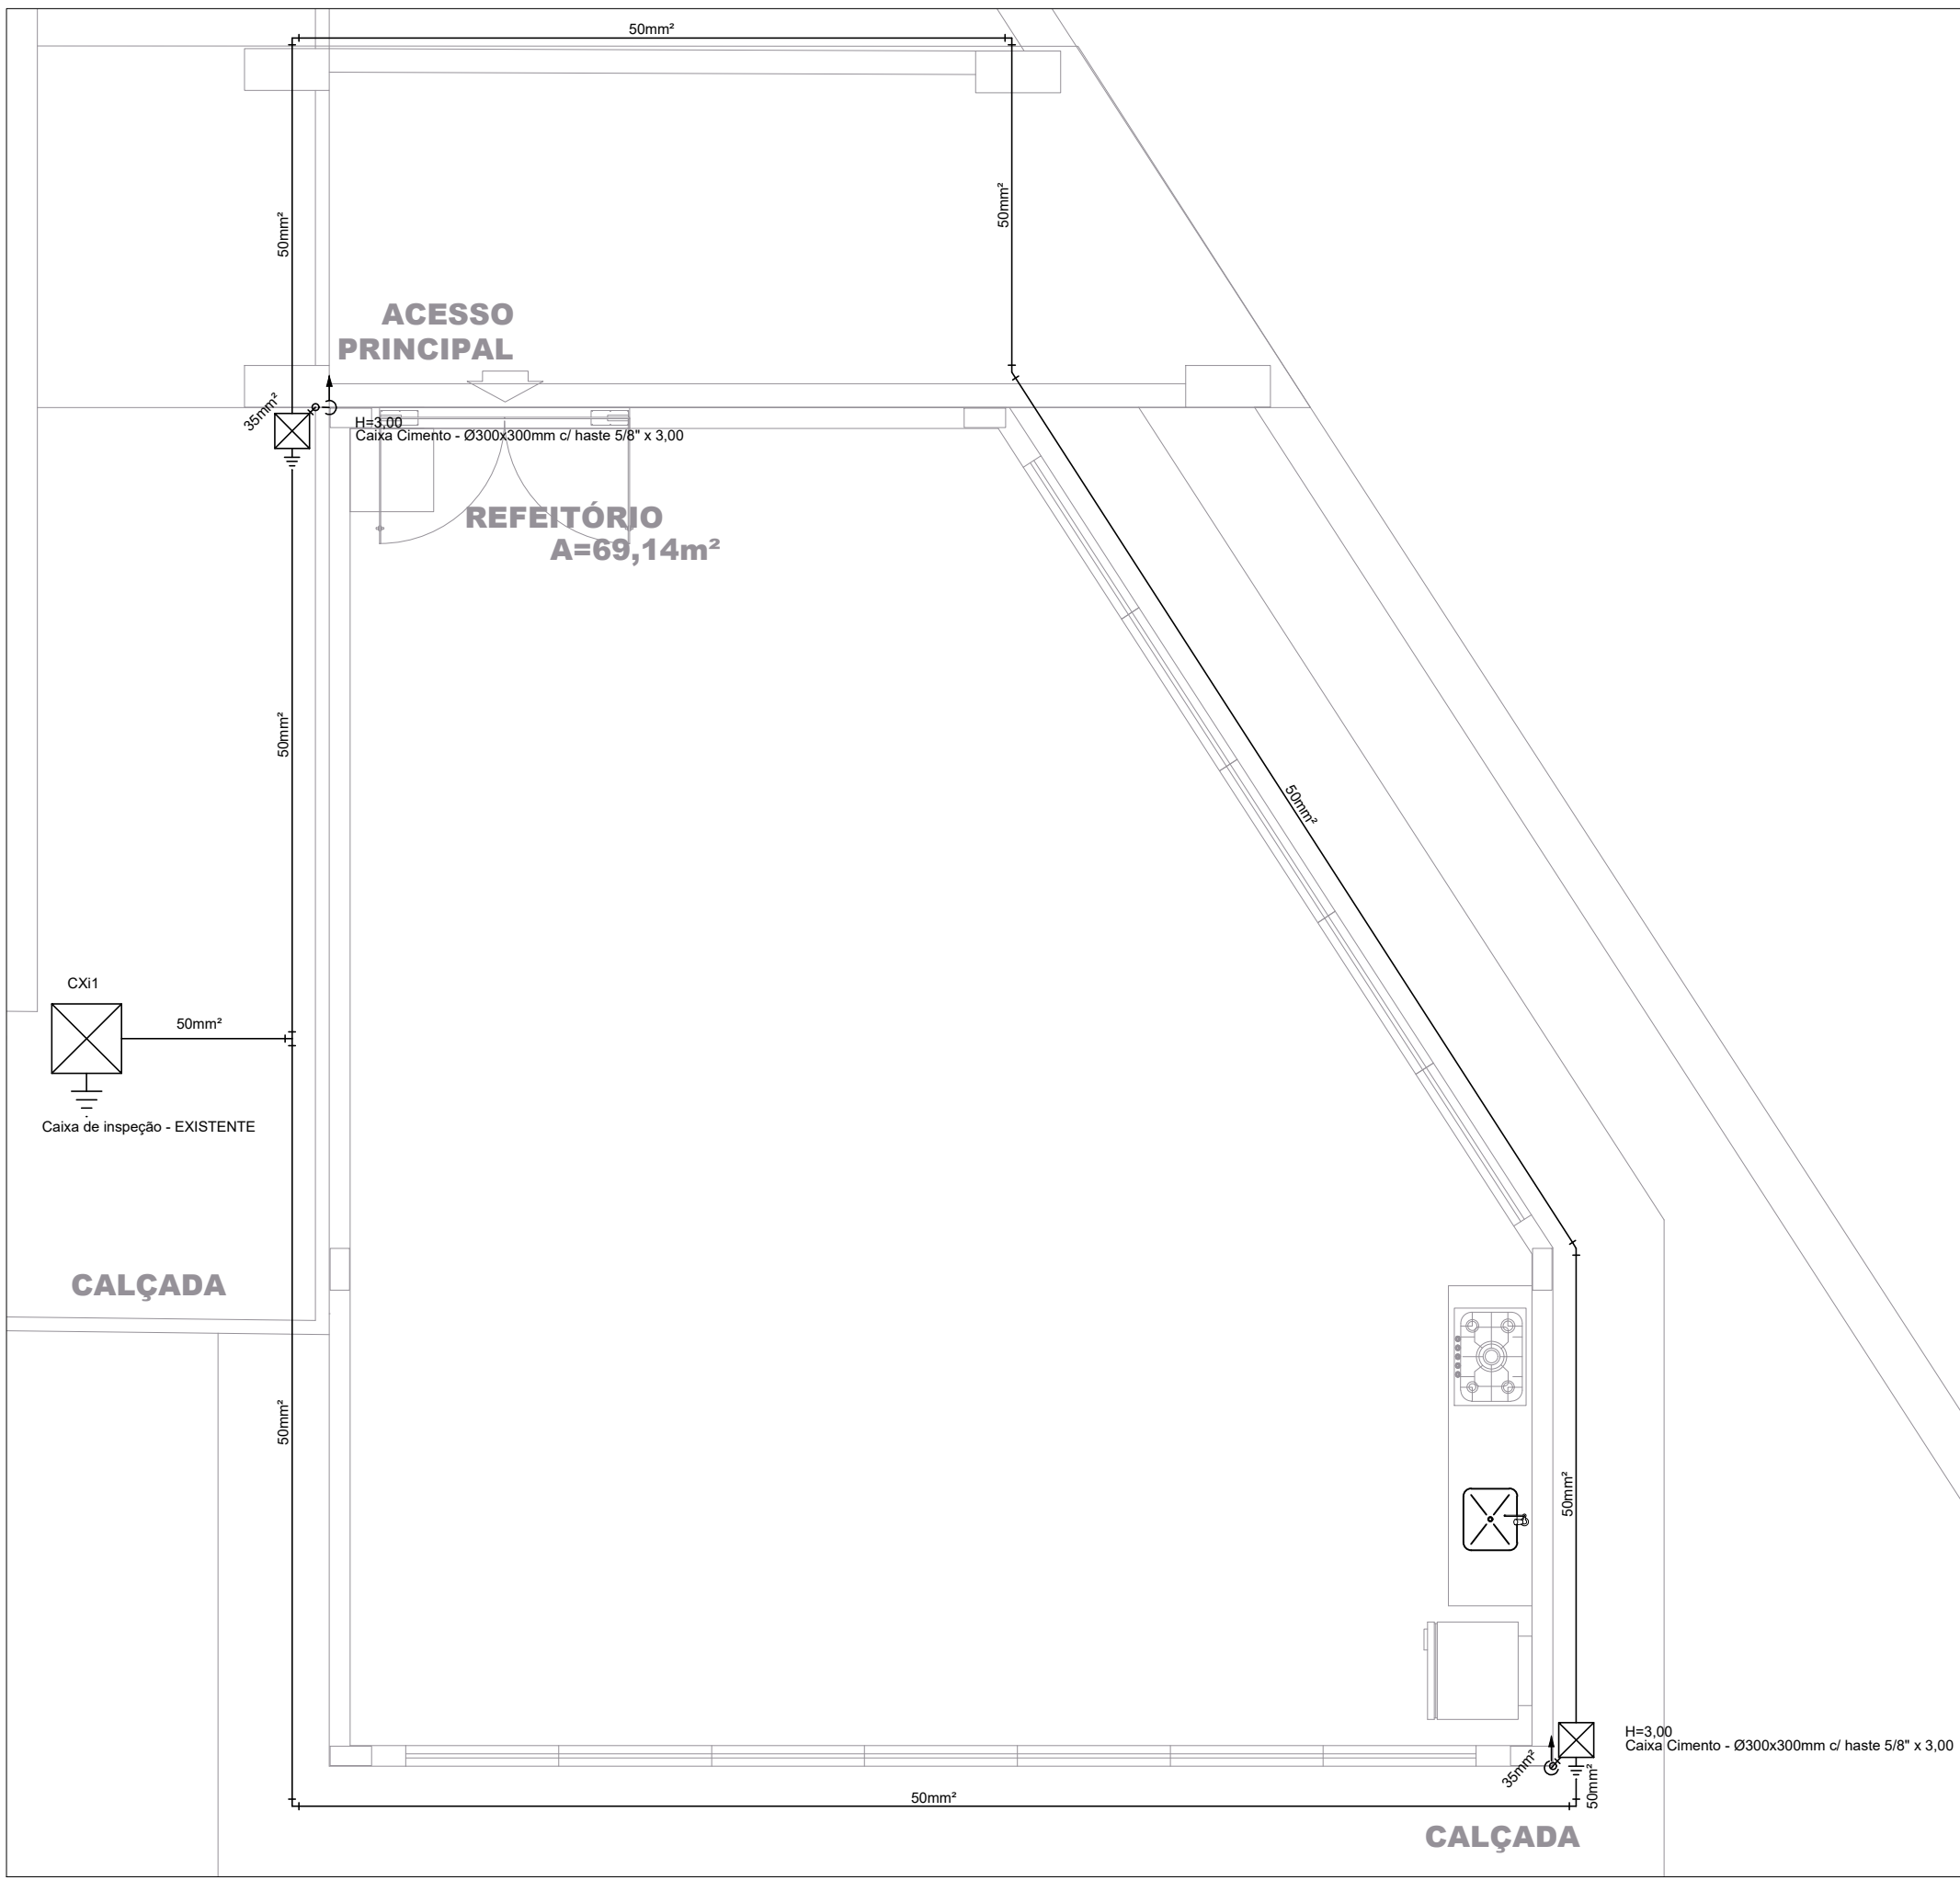 50mm²
50mm²
50mm²
ACESSO
PRINCIPAL
35mm²
H=3,00
Caixa Cimento - Ø300x300mm c/ haste 5/8" x 3,00
REFEITÓRIO
A=69,14m²
50mm²
50mm²
CXi1
50mm²
Caixa de inspeção - EXISTENTE
CALÇADA
50mm²
50mm²
H=3,00
Caixa Cimento - Ø300x300mm c/ haste 5/8" x 3,00
35mm²
50mm²
50mm²
CALÇADA